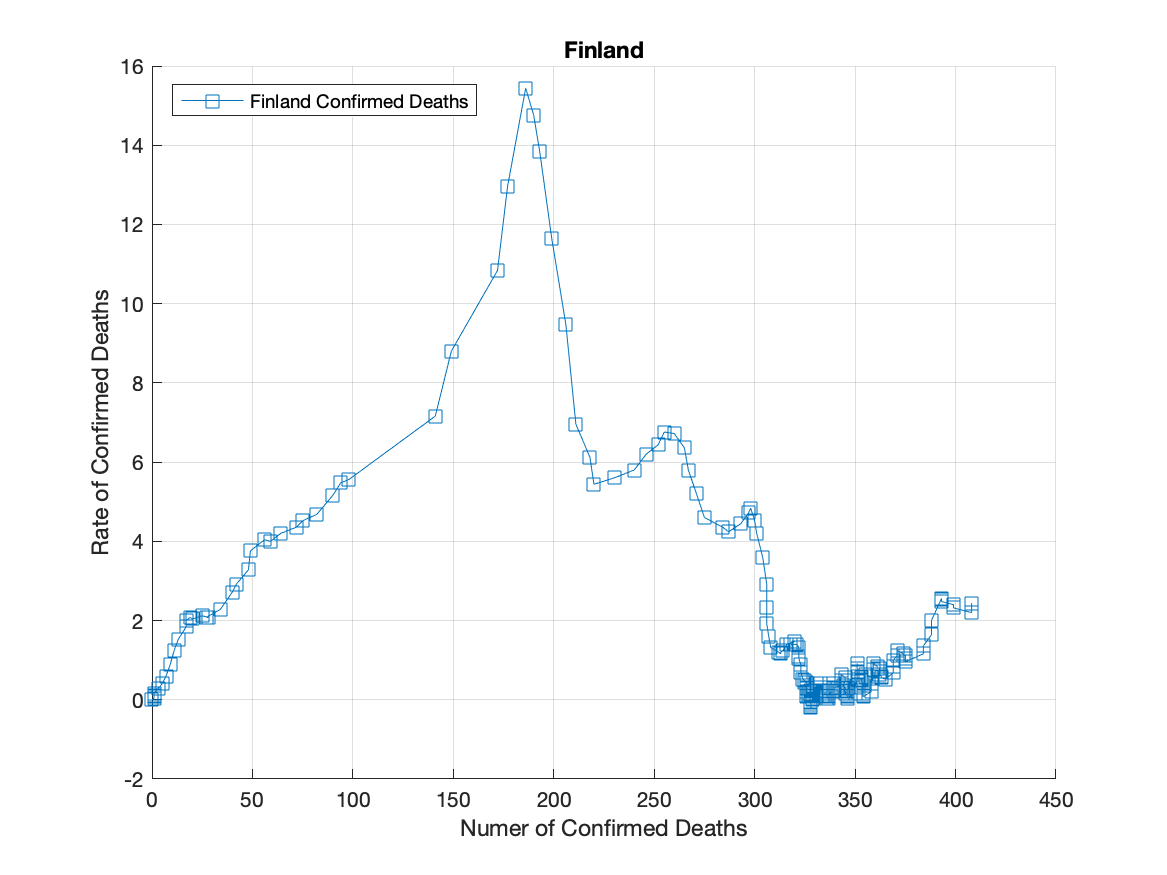 Finland
Finland Confirmed Deaths
16
14
12
10
8
6
4
2
0
-2
Rate of Confirmed Deaths
0 50 100 150 200 250 300 350 400 450
Numer of Confirmed Deaths